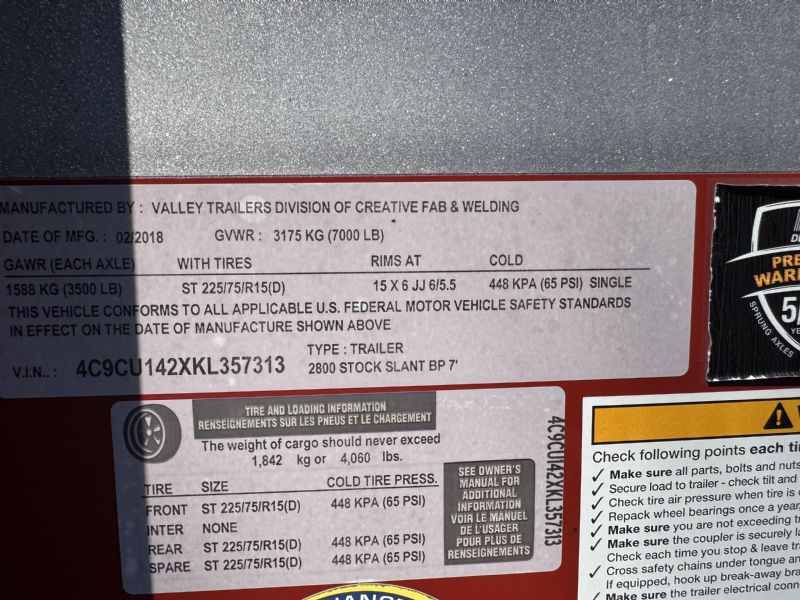 MANUFACTURED BY : VALLEY TRAILERS DIVISION OF CREATIVE FAB & WELDING
DATE OF MFG. : 02/2018 GVWR : 3175 KG (7000 LB)
GAWR (EACH AXLE) WITH TIRES RIMS AT COLD
1588 KG (3500 LB) ST 225/75/R15(D) 15 X 6 JJ 6/5.5 448 KPA (65 PSI) SINGLE
THIS VEHICLE CONFORMS TO ALL APPLICABLE U.S. FEDERAL MOTOR VEHICLE SAFETY STANDARDS
IN EFFECT ON THE DATE OF MANUFACTURE SHOWN ABOVE
V.I.N.. : 4C9CU142XKL357313 TYPE : TRAILER
2800 STOCK SLANT BP 7'
TIRE AND LOADING INFORMATION
RENSEIGNEMENTS SUR LES PNEUS ET LE CHARGEMENT
The weight of cargo should never exceed
1,842 kg or 4,060 lbs.
TIRE SIZE COLD TIRE PRESS.
FRONT ST 225/75/R15(D) 448 KPA (65 PSI)
INTER NONE
REAR ST 225/75/R15(D) 448 KPA (65 PSI)
SPARE ST 225/75/R15(D) 448 KPA (65 PSI)
SEE OWNER'S
MANUAL FOR
ADDITIONAL
INFORMATION
VOIR LE MANUEL
DE L'USAGER
POUR PLUS DE
RENSEIGNEMENTS
4C9CU142XKL357313
SPRUNG AXLES
Check following points each
✓ Make sure all parts, bolts and nuts
✓ Secure load to trailer - check tilt and
✓ Check tire air pressure when tire is
✓ Repack wheel bearings once a year,
✓ Make sure you are not exceeding
✓ Make sure the coupler is securely
Check each time you stop & leave
✓ Cross safety chains under tongue
If equipped, hook up break-away
✓ Make sure the trailer electrical